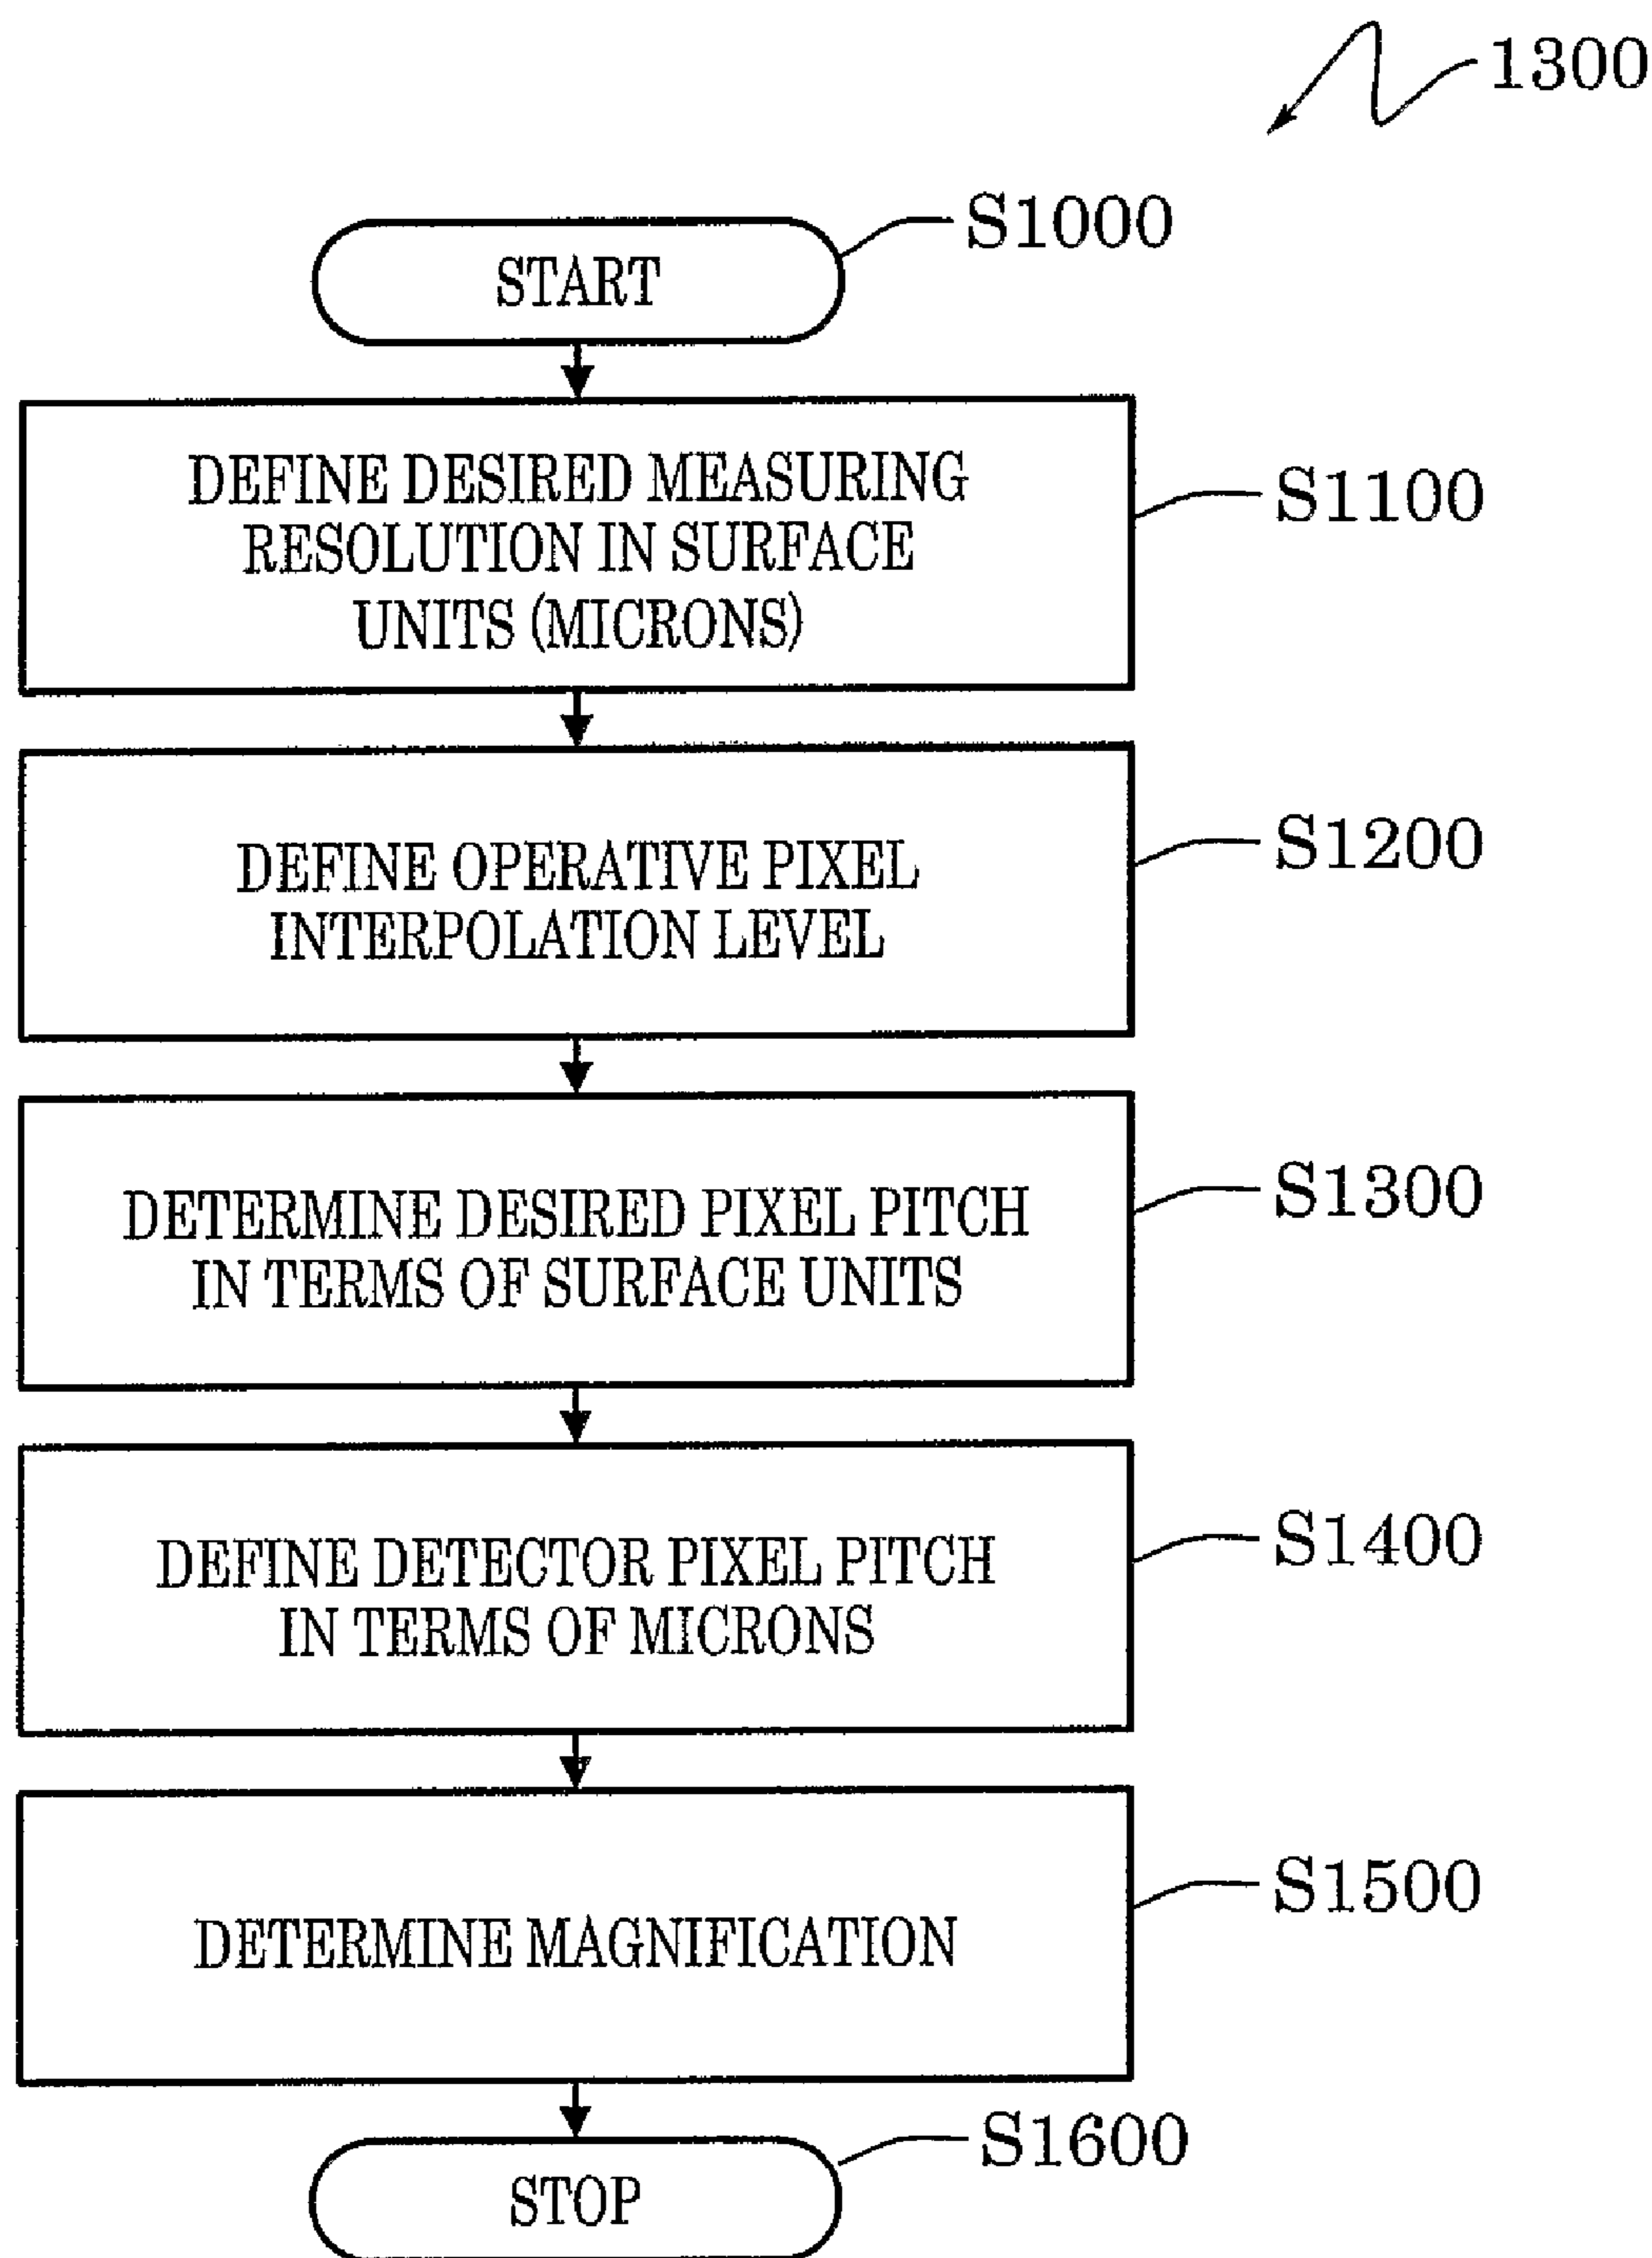 1300
S1000
START
DEFINE DESIRED MEASURING
RESOLUTION IN SURFACE
UNITS (MICRONS)
S1100
DEFINE OPERATIVE PIXEL
INTERPOLATION LEVEL
S1200
DETERMINE DESIRED PIXEL PITCH
IN TERMS OF SURFACE UNITS
S1300
DEFINE DETECTOR PIXEL PITCH
IN TERMS OF MICRONS
S1400
DETERMINE MAGNIFICATION
S1500
S1600
STOP